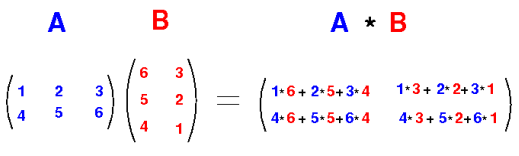 A B A * B
1 2 3 6 3 1*6 + 2*5+3*4 1*3 + 2*2+3*1
4 5 6 5 2 = 4*6 + 5*5+6*4 4*3 + 5*2+6*1
4 1